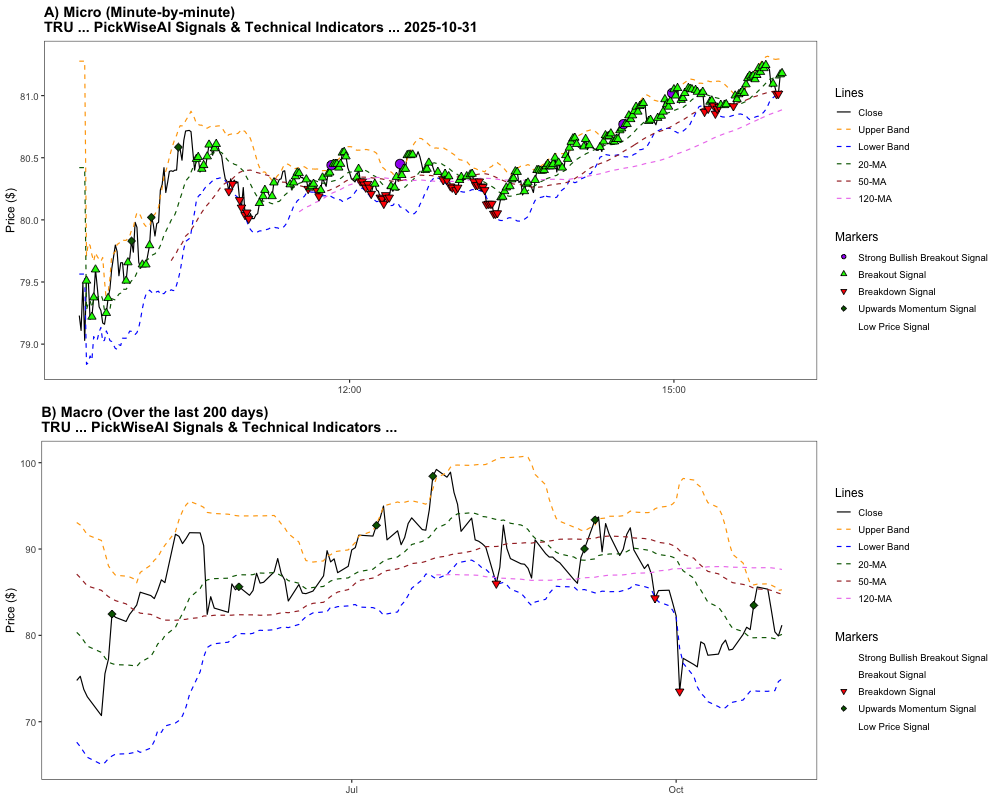 A) Micro (Minute-by-minute)
TRU ... PickWiseAI Signals & Technical Indicators ... 2025-10-31
Price ($)
81.0
80.5
80.0
79.5
79.0
12:00
15:00
Lines
Close
Upper Band
Lower Band
20-MA
50-MA
120-MA
Markers
Strong Bullish Breakout Signal
Breakout Signal
Breakdown Signal
Upwards Momentum Signal
Low Price Signal
B) Macro (Over the last 200 days)
TRU ... PickWiseAI Signals & Technical Indicators ...
Price ($)
100
90
80
70
Jul
Oct
Lines
Close
Upper Band
Lower Band
20-MA
50-MA
120-MA
Markers
Strong Bullish Breakout Signal
Breakout Signal
Breakdown Signal
Upwards Momentum Signal
Low Price Signal